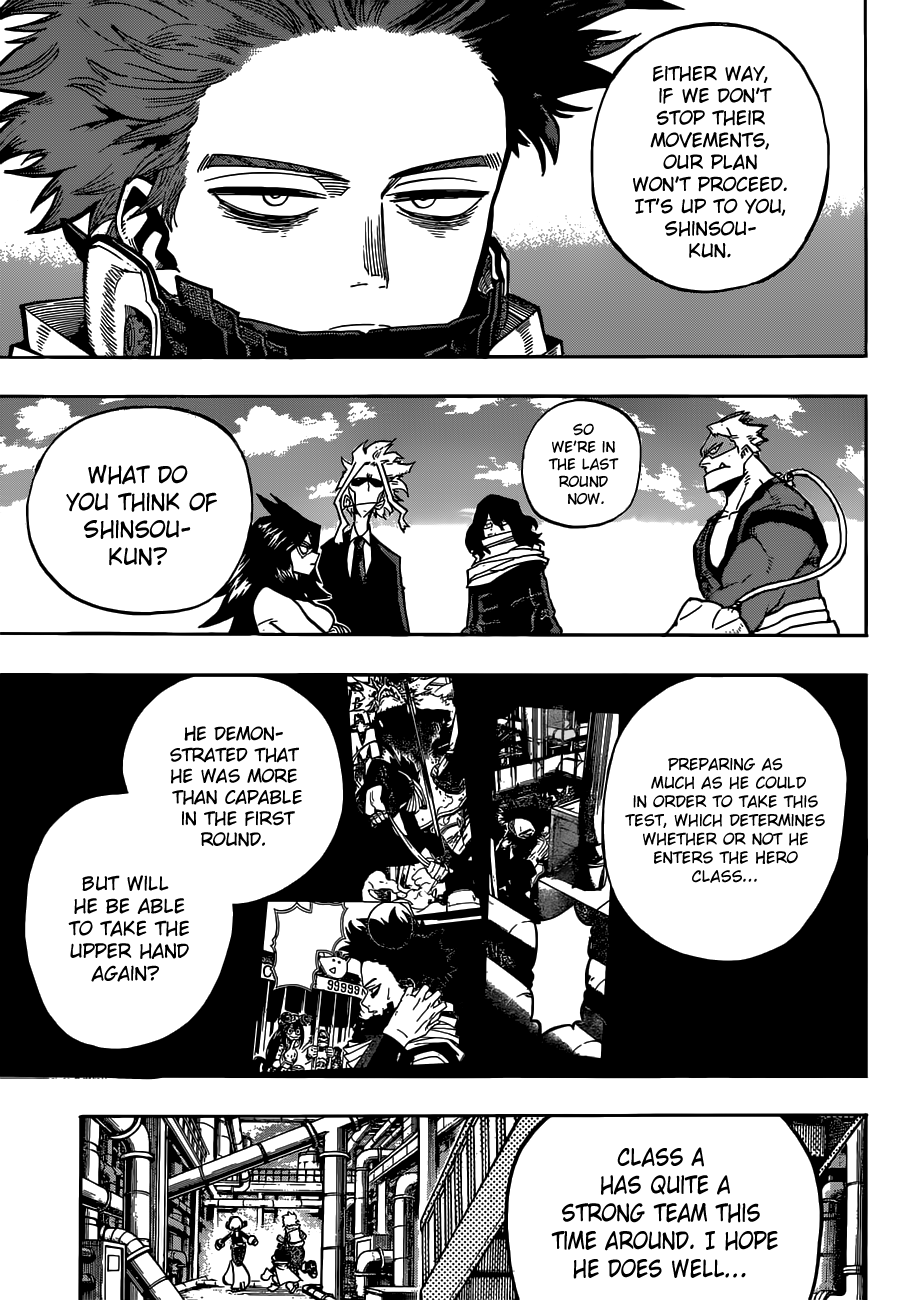 EITHER WAY,
IF WE DON'T
STOP THEIR
MOVEMENTS,
OUR PLAN
WON'T PROCEED.
IT'S UP TO YOU,
SHINSOU-
KUN.
SO
WE'RE IN
THE LAST
ROUND
NOW.
WHAT DO
YOU THINK OF
SHINSOU-
KUN?
PREPARING AS
MUCH AS HE COULD
IN ORDER TO TAKE THIS
TEST, WHICH DETERMINES
WHETHER OR NOT HE
ENTERS THE HERO
CLASS...
HE DEMON-
STRATED THAT
HE WAS MORE
THAN CAPABLE
IN THE FIRST
ROUND.
BUT WILL
HE BE ABLE
TO TAKE THE
UPPER HAND
AGAIN?
99999
CLASS A
HAS QUITE A
STRONG TEAM THIS
TIME AROUND. I HOPE
HE DOES WELL...